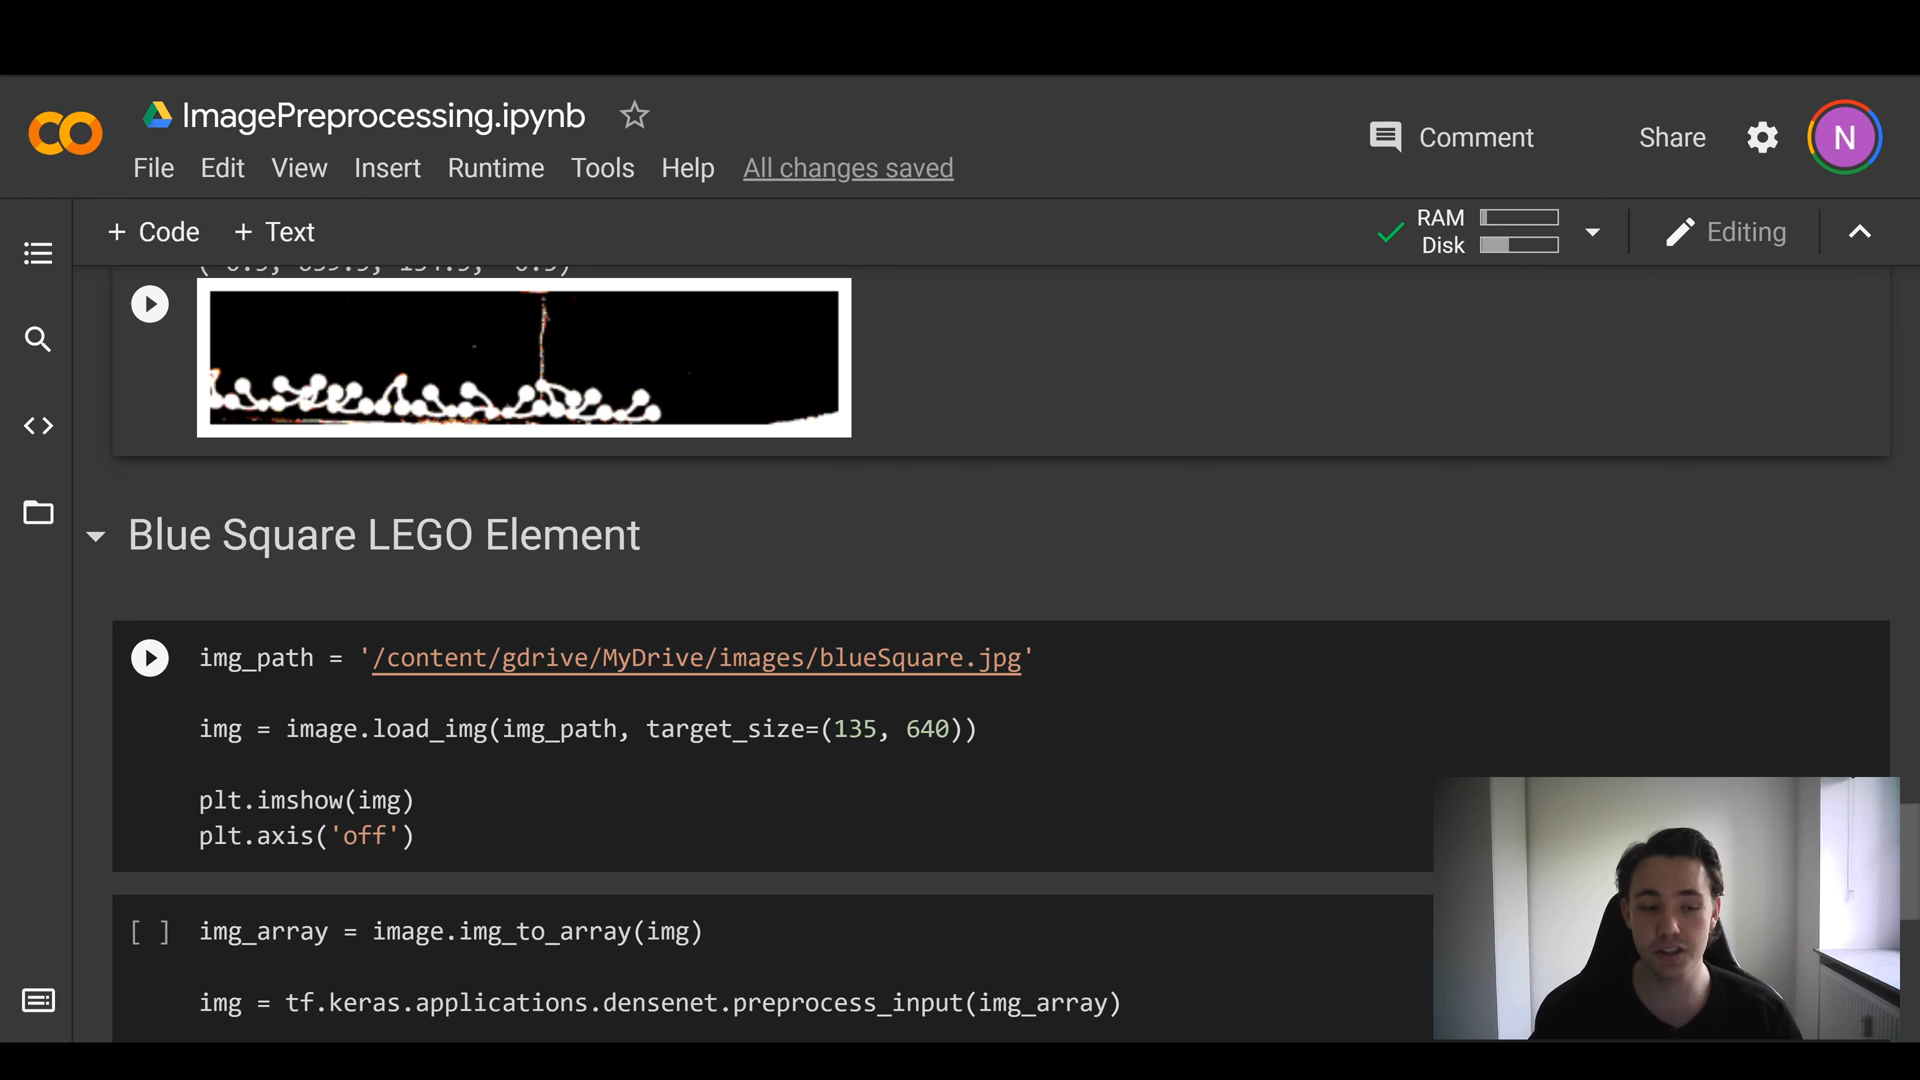 ImagePreprocessing.ipynb
Comment
Share
N
File Edit View Insert Runtime Tools Help All changes saved
+ Code + Text
RAM
Disk
Editing
Blue Square LEGO Element
img_path = '/content/gdrive/MyDrive/images/blueSquare.jpg'
img = image.load_img(img_path, target_size=(135, 640))
plt.imshow(img)
plt.axis('off')
[ ] img_array = image.img_to_array(img)
img = tf.keras.applications.densenet.preprocess_input(img_array)